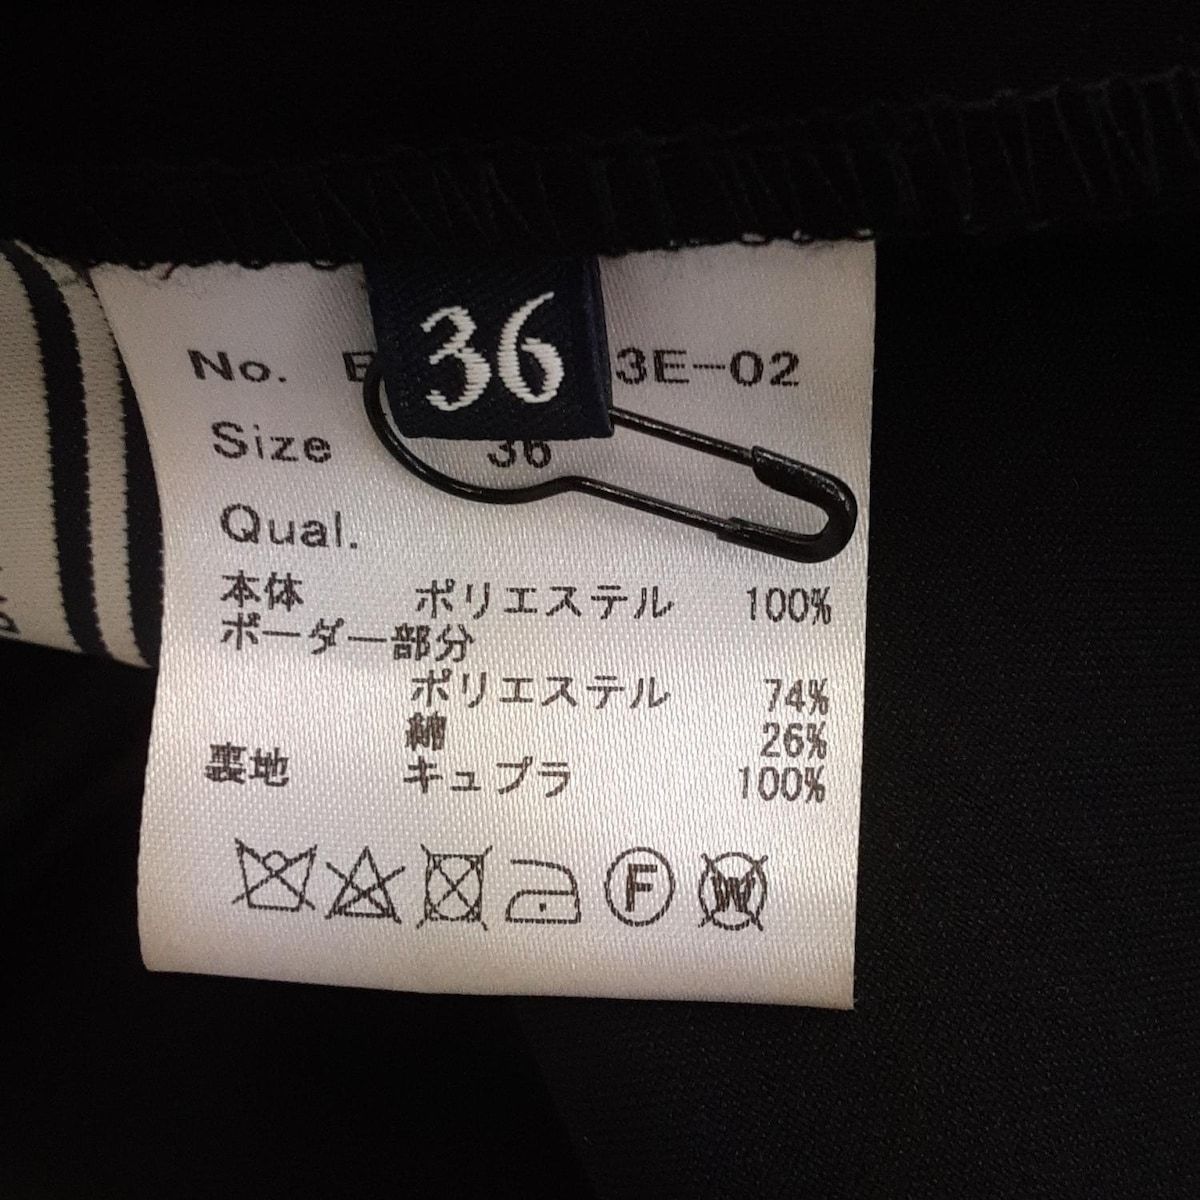 36
No. 3E-02
Size 36
Qual.
本体 ポリエステル 100%
ボーダー部分
ポリエステル 74%
綿 26%
裏地 キュプラ 100%
F W